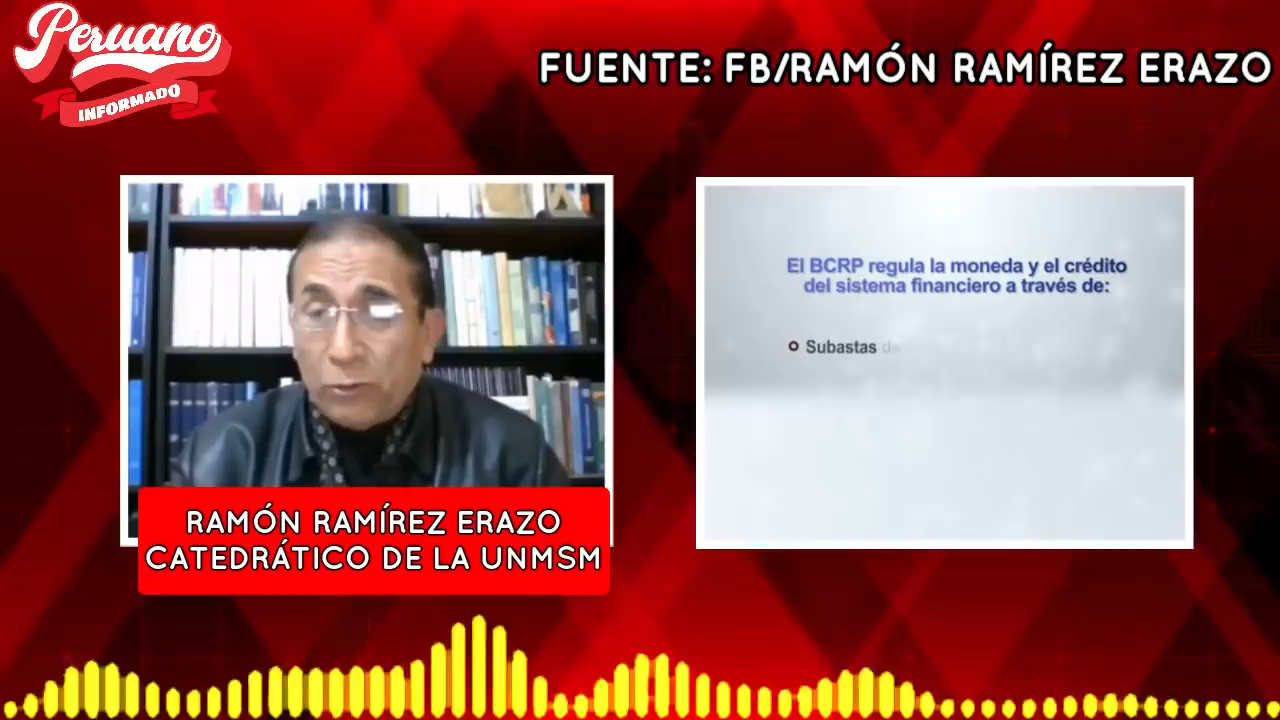 Peruano
INFORMADO
FUENTE: FB/RAMÓN RAMÍREZ ERAZO
El BCRP regula la moneda y el crédito
del sistema financiero a través de:
Subastas de
RAMÓN RAMÍREZ ERAZO
CATEDRÁTICO DE LA UNMSM